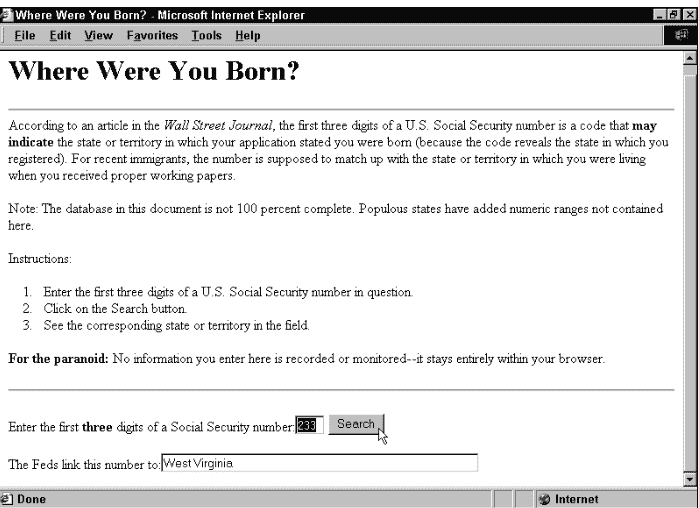 Where Were You Born? - Microsoft Internet Explorer
File Edit View Favorites Tools Help
Where Were You Born?
According to an article in the Wall Street Journal, the first three digits of a U.S. Social Security number is a code that may
indicate the state or territory in which your application stated you were born (because the code reveals the state in which you
registered). For recent immigrants, the number is supposed to match up with the state or territory in which you were living
when you received proper working papers.
Note: The database in this document is not 100 percent complete. Populous states have added numeric ranges not contained
here.
Instructions:
1. Enter the first three digits of a U.S. Social Security number in question.
2. Click on the Search button.
3. See the corresponding state or territory in the field.
For the paranoid: No information you enter here is recorded or monitored--it stays entirely within your browser.
Enter the first three digits of a Social Security number: 233 Search
The Feds link this number to: West Virginia
Done Internet